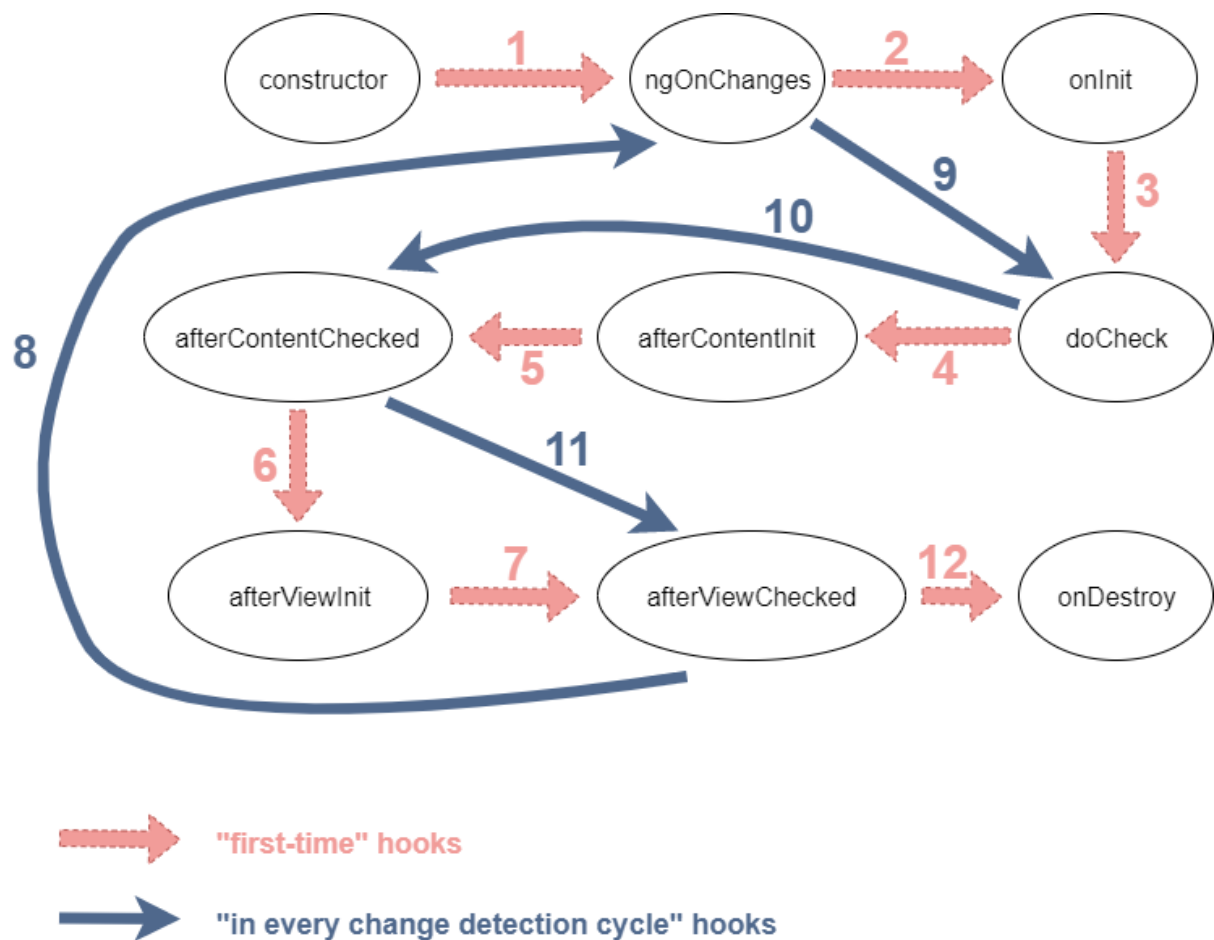 constructor
1
ngOnChanges
2
onInit
9
3
10
8
afterContentChecked
5
afterContentInit
4
doCheck
6
11
afterViewInit
7
afterViewChecked
12
onDestroy
"first-time" hooks
"in every change detection cycle" hooks